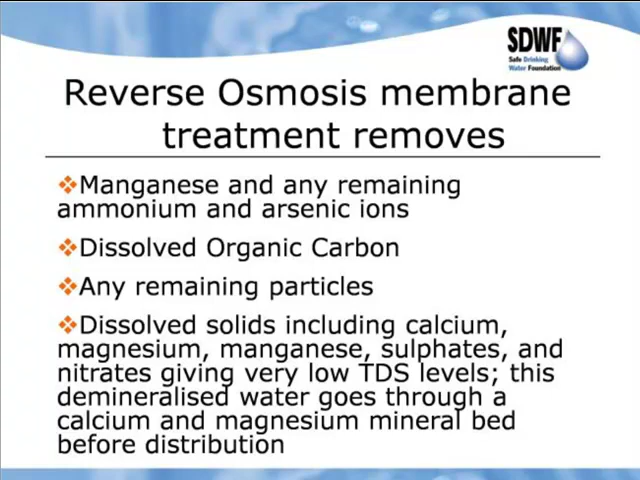 SDWF
Safe Drinking
Water Foundation
Reverse Osmosis membrane
treatment removes
❖Manganese and any remaining
ammonium and arsenic ions
❖Dissolved Organic Carbon
❖Any remaining particles
❖Dissolved solids including calcium,
magnesium, manganese, sulphates, and
nitrates giving very low TDS levels; this
demineralised water goes through a
calcium and magnesium mineral bed
before distribution